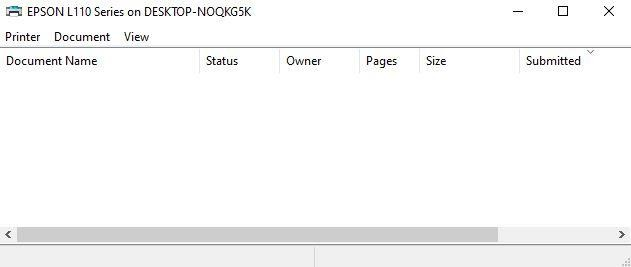 EPSON L110 Series on DESKTOP-NOQKG5K
Printer Document View
Document Name Status Owner Pages Size Submitted